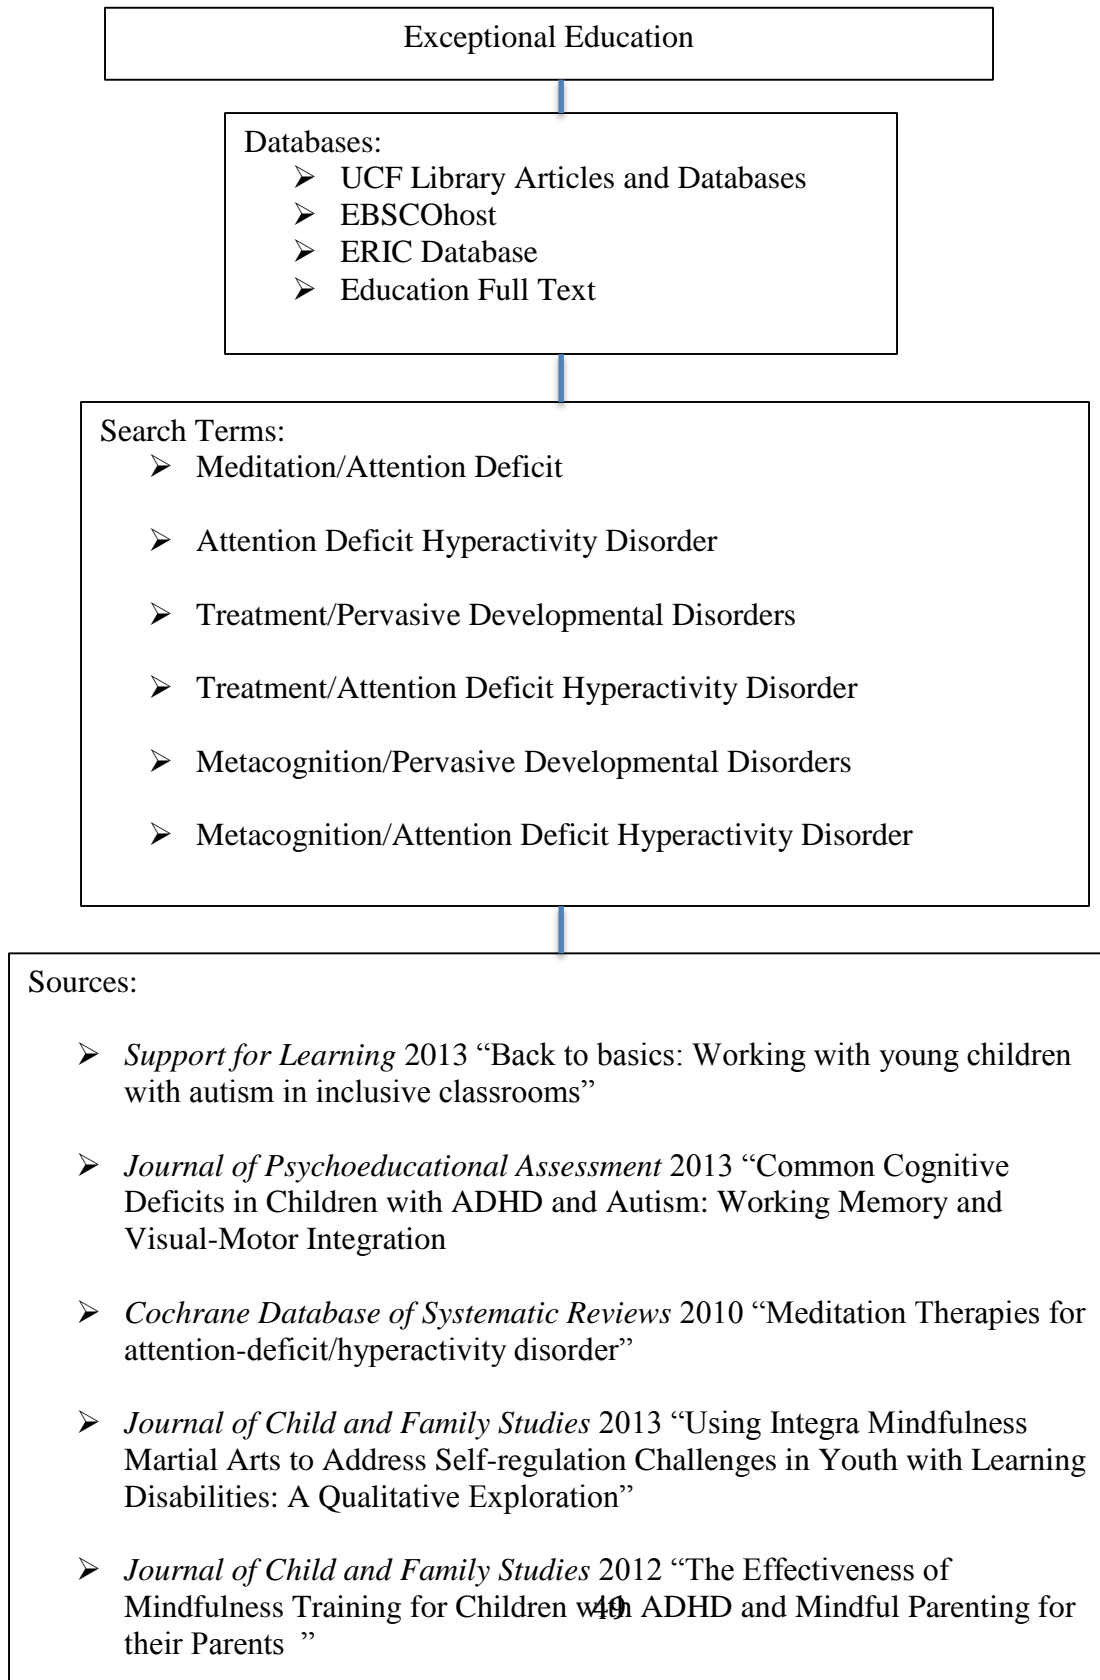 Exceptional Education
Databases:
➢ UCF Library Articles and Databases
➢ EBSCOhost
➢ ERIC Database
➢ Education Full Text
Search Terms:
➢ Meditation/Attention Deficit
➢ Attention Deficit Hyperactivity Disorder
➢ Treatment/Pervasive Developmental Disorders
➢ Treatment/Attention Deficit Hyperactivity Disorder
➢ Metacognition/Pervasive Developmental Disorders
➢ Metacognition/Attention Deficit Hyperactivity Disorder
Sources:
➢ Support for Learning 2013 “Back to basics: Working with young children
with autism in inclusive classrooms”
➢ Journal of Psychoeducational Assessment 2013 “Common Cognitive
Deficits in Children with ADHD and Autism: Working Memory and
Visual-Motor Integration
➢ Cochrane Database of Systematic Reviews 2010 “Meditation Therapies for
attention-deficit/hyperactivity disorder”
➢ Journal of Child and Family Studies 2013 “Using Integra Mindfulness
Martial Arts to Address Self-regulation Challenges in Youth with Learning
Disabilities: A Qualitative Exploration”
➢ Journal of Child and Family Studies 2012 “The Effectiveness of
Mindfulness Training for Children with ADHD and Mindful Parenting for
their Parents ”
49